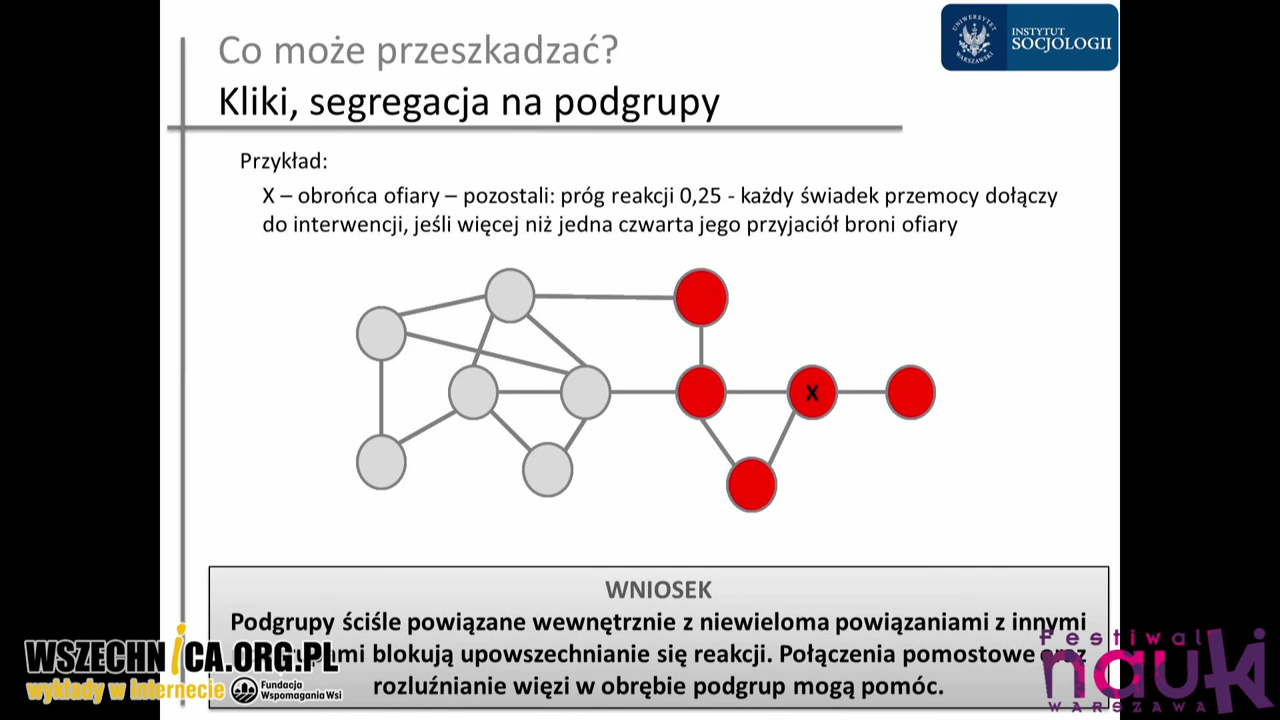 Co może przeszkadzać?
Kliki, segregacja na podgrupy
UNIWERSYTET WARSZAWSKI
INSTYTUT
SOCJOLOGII
Przykład:
X – obrońca ofiary – pozostali: próg reakcji 0,25 - każdy świadek przemocy dołączy
do interwencji, jeśli więcej niż jedna czwarta jego przyjaciół broni ofiary
X
WNIOSEK
Podgrupy ściśle powiązane wewnętrznie z niewieloma powiązaniami z innymi
blokują upowszechnianie się reakcji. Połączenia pomostowe oraz
rozluźnianie więzi w obrębie podgrup mogą pomóc.
WSZECHNICA.ORG.PL
wykłady w internecie
Fundacja
Wspomagania Wsi
Festiwal
nauki
WARSZAWA